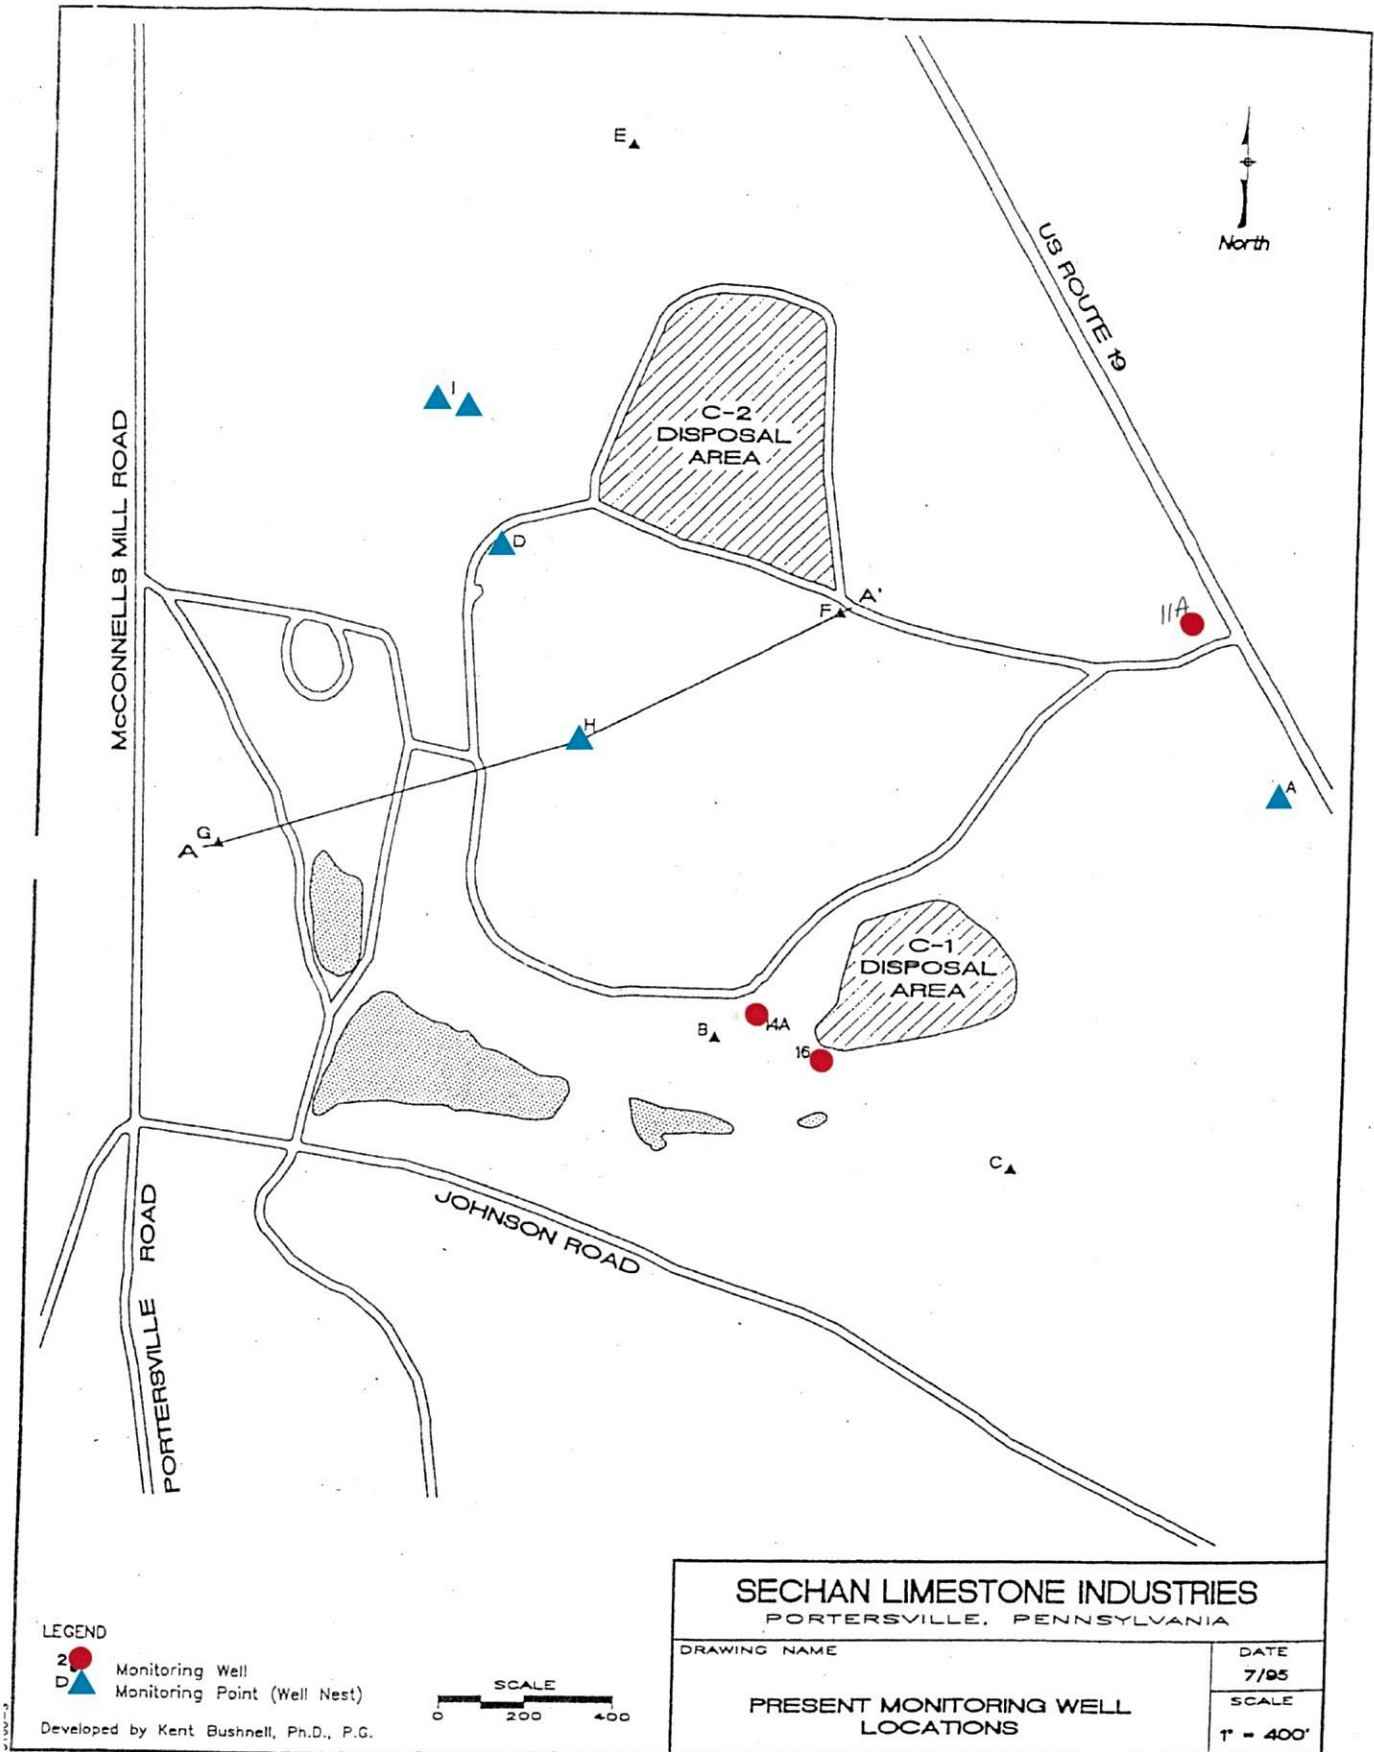 E
North
US ROUTE 19
I
C-2
DISPOSAL
AREA
McCONNELLS MILL ROAD
D
A'
F
11A
H
A
G
A
C-1
DISPOSAL
AREA
14A
B
16
C
JOHNSON ROAD
PORTERSVILLE ROAD
SECHAN LIMESTONE INDUSTRIES
PORTERSVILLE, PENNSYLVANIA
DRAWING NAME
PRESENT MONITORING WELL
LOCATIONS
DATE
7/95
SCALE
1" = 400'
LEGEND
2 Monitoring Well
D Monitoring Point (Well Nest)
Developed by Kent Bushnell, Ph.D., P.G.
SCALE
0 200 400